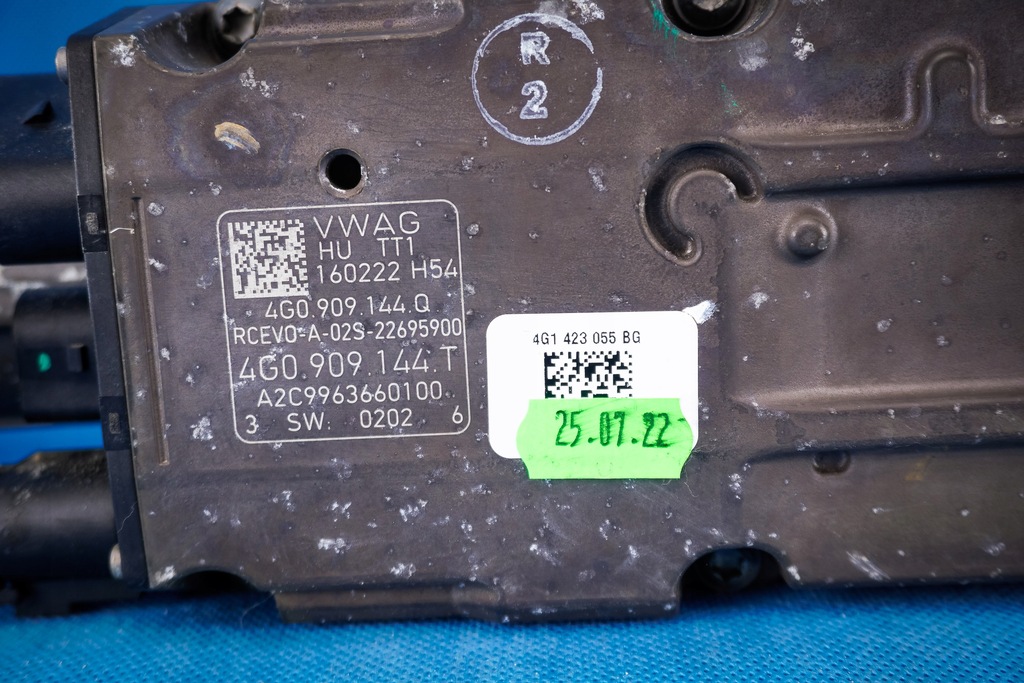 R
2
VWAG
HU TT1
160222 H54
4G0.909.144.Q
RCEVO-A-02S-22695900
4G0.909.144.T
A2C9963660100
3 SW: 0202 6
4G1 423 055 BG
25.07.22